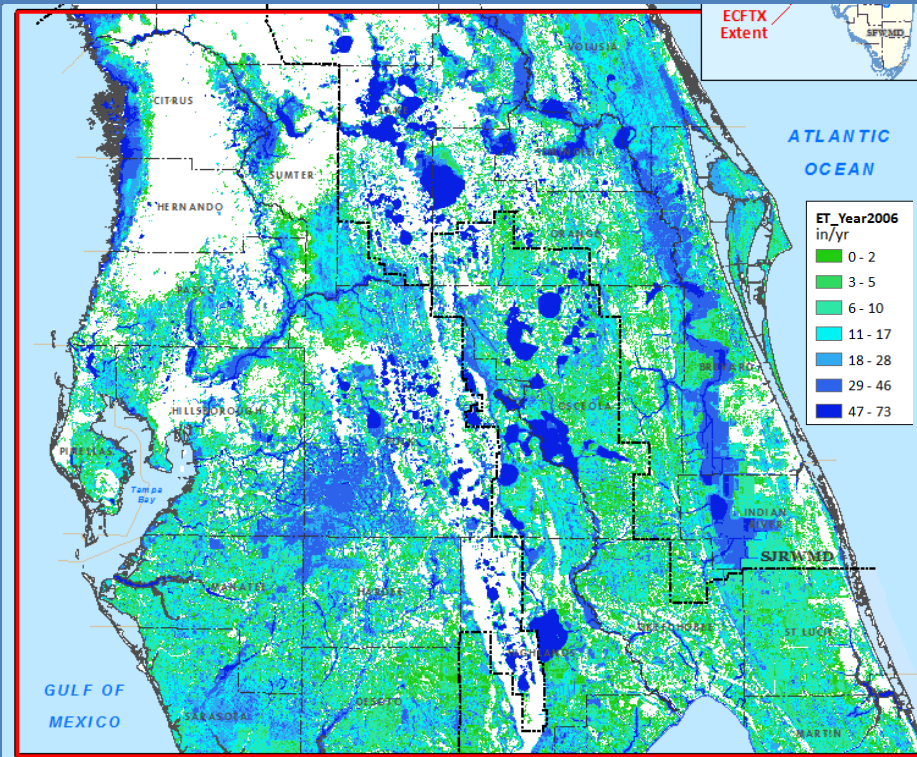 ECFTX
Extent
SFWMD
VOLUSIA
CITRUS
ATLANTIC
OCEAN
SUMTER
HERNANDO
ET_Year2006
in/yr
0 - 2
3 - 5
6 - 10
11 - 17
18 - 28
29 - 46
47 - 73
ORANGE
PASCO
BREVARD
HILLSBOROUGH
OSCEOLA
PINELLAS
POLK
Tampa
Bay
INDIAN
RIVER
SJRWMD
MANATEE
HARDEE
OKEECHOBEE
ST LUCIE
HIGHLANDS
GULF OF
MEXICO
DESOTO
SARASOTA
MARTIN